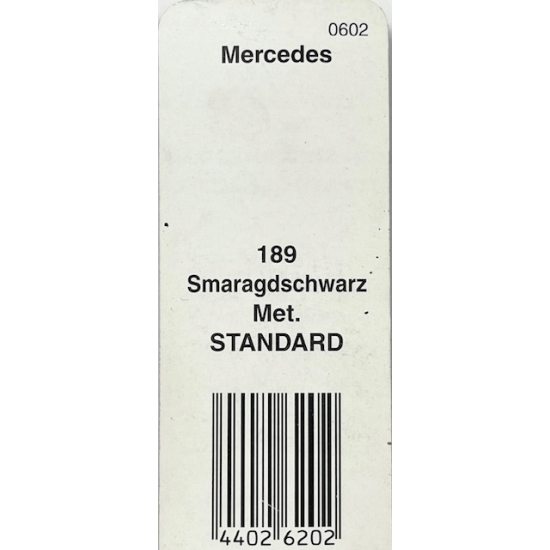 0602
Mercedes
189
Smaragdschwarz
Met.
STANDARD
4402 6202